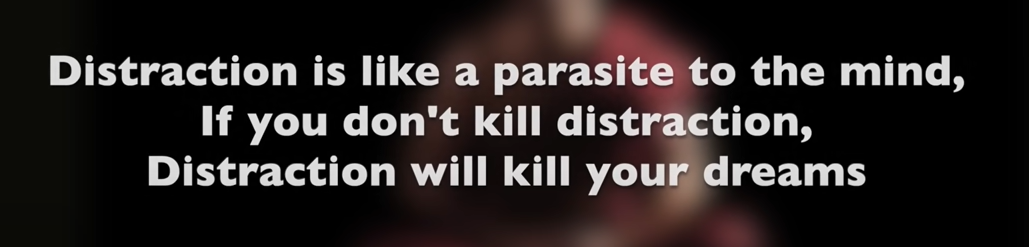 Distraction is like a parasite to the mind,
If you don't kill distraction,
Distraction will kill your dreams